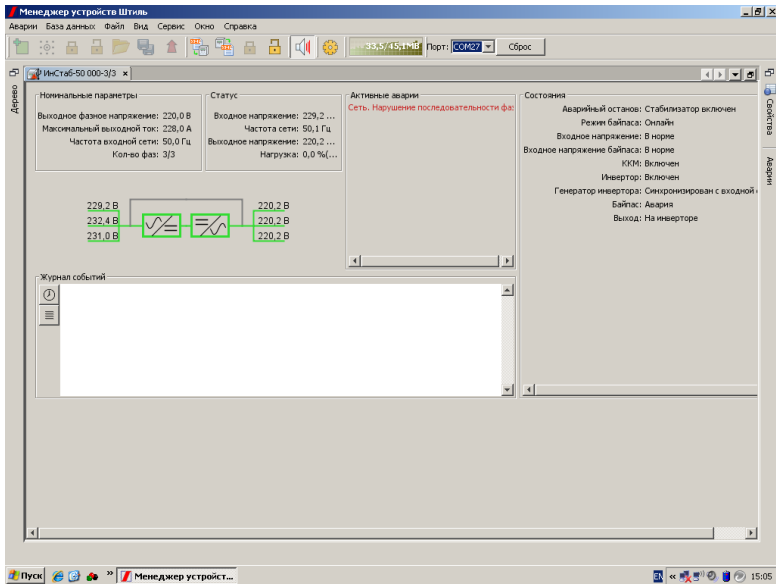 Менеджер устройств Штиль
Аварии База данных Файл Вид Сервис Окно Справка
33,5/45,1МВ Порт: COM27 Сброс
ИнСтаб-50 000-3/3
Дерево
Свойства
Аварии
Номинальные параметры
Выходное фазное напряжение: 220,0 В
Максимальный выходной ток: 228,0 А
Частота входной сети: 50,0 Гц
Кол-во фаз: 3/3
Статус
Входное напряжение: 229,2 ...
Частота сети: 50,1 Гц
Выходное напряжение: 220,2 ...
Нагрузка: 0,0 %(...
Активные аварии
Сеть. Нарушение последовательности фаз
Состояния
Аварийный останов: Стабилизатор включен
Режим байпаса: Онлайн
Входное напряжение: В норме
Входное напряжение байпаса: В норме
ККМ: Включен
Инвертор: Включен
Генератор инвертора: Синхронизирован с входной
Байпас: Авария
Выход: На инверторе
229,2 В 220,2 В
232,4 В 220,2 В
231,0 В 220,2 В
Журнал событий
Пуск » Менеджер устройст... EN « 15:05